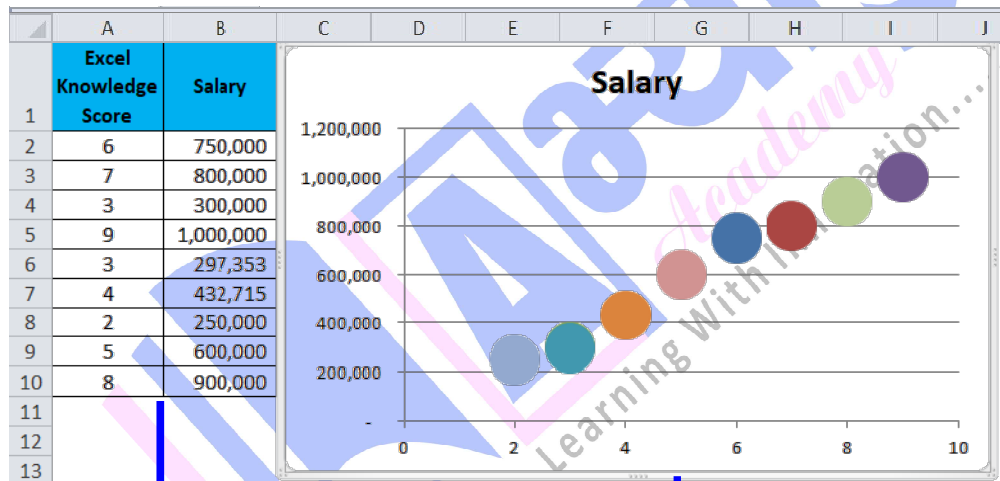 A B C D E F G H I J
1 Excel Knowledge Score Salary
2 6 750,000
3 7 800,000
4 3 300,000
5 9 1,000,000
6 3 297,353
7 4 432,715
8 2 250,000
9 5 600,000
10 8 900,000
11
12
13
Salary
1,200,000
1,000,000
800,000
600,000
400,000
200,000
-
0 2 4 6 8 10
Academy
Learning With